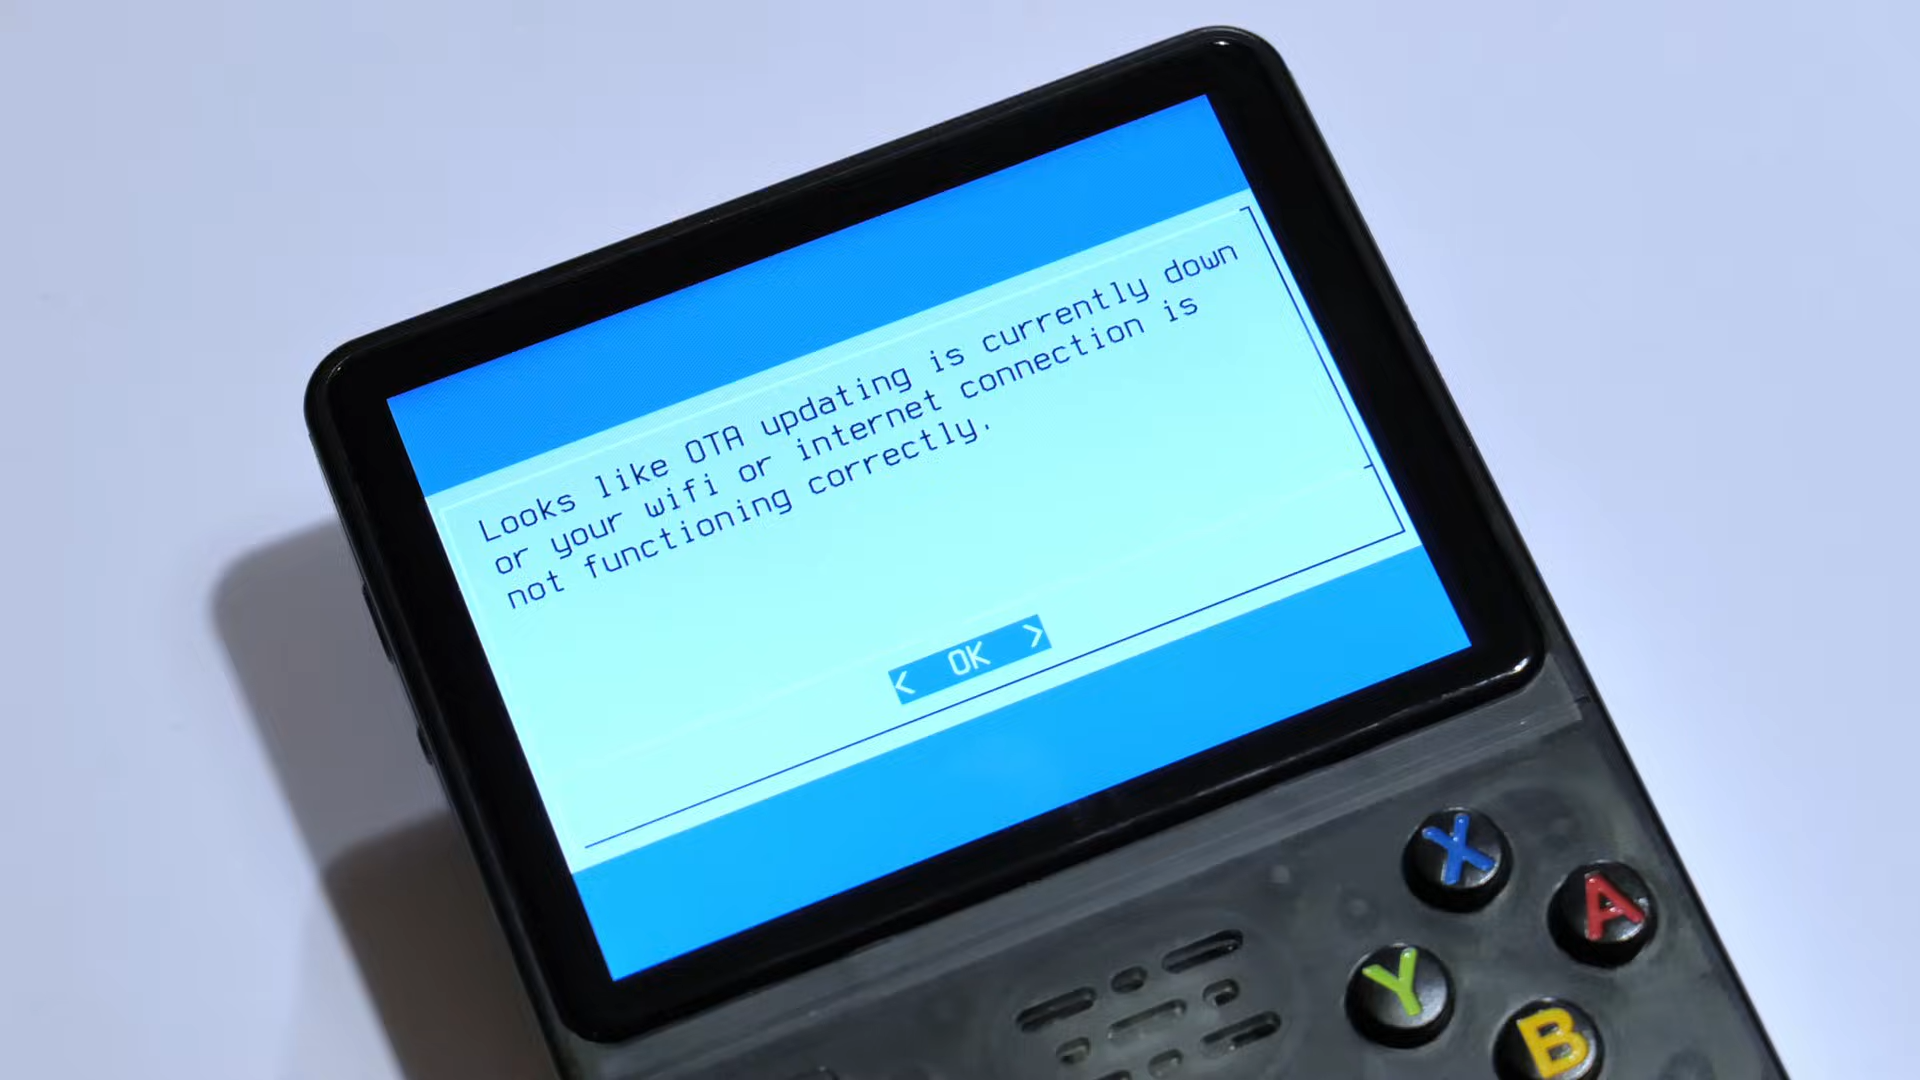 Looks like OTA updating is currently down
or your wifi or internet connection is
not functioning correctly.
< OK >
X
A
Y
B